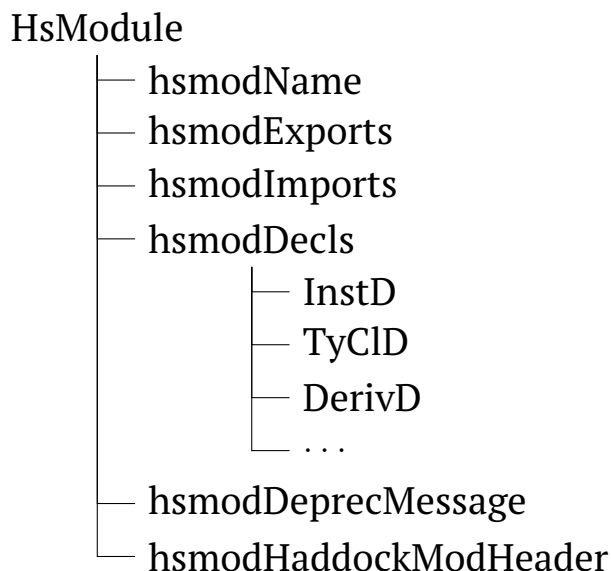 HsModule
hsmodName
hsmodExports
hsmodImports
hsmodDecls
InstD
TyClD
DerivD
. . .
hsmodDeprecMessage
hsmodHaddockModHeader